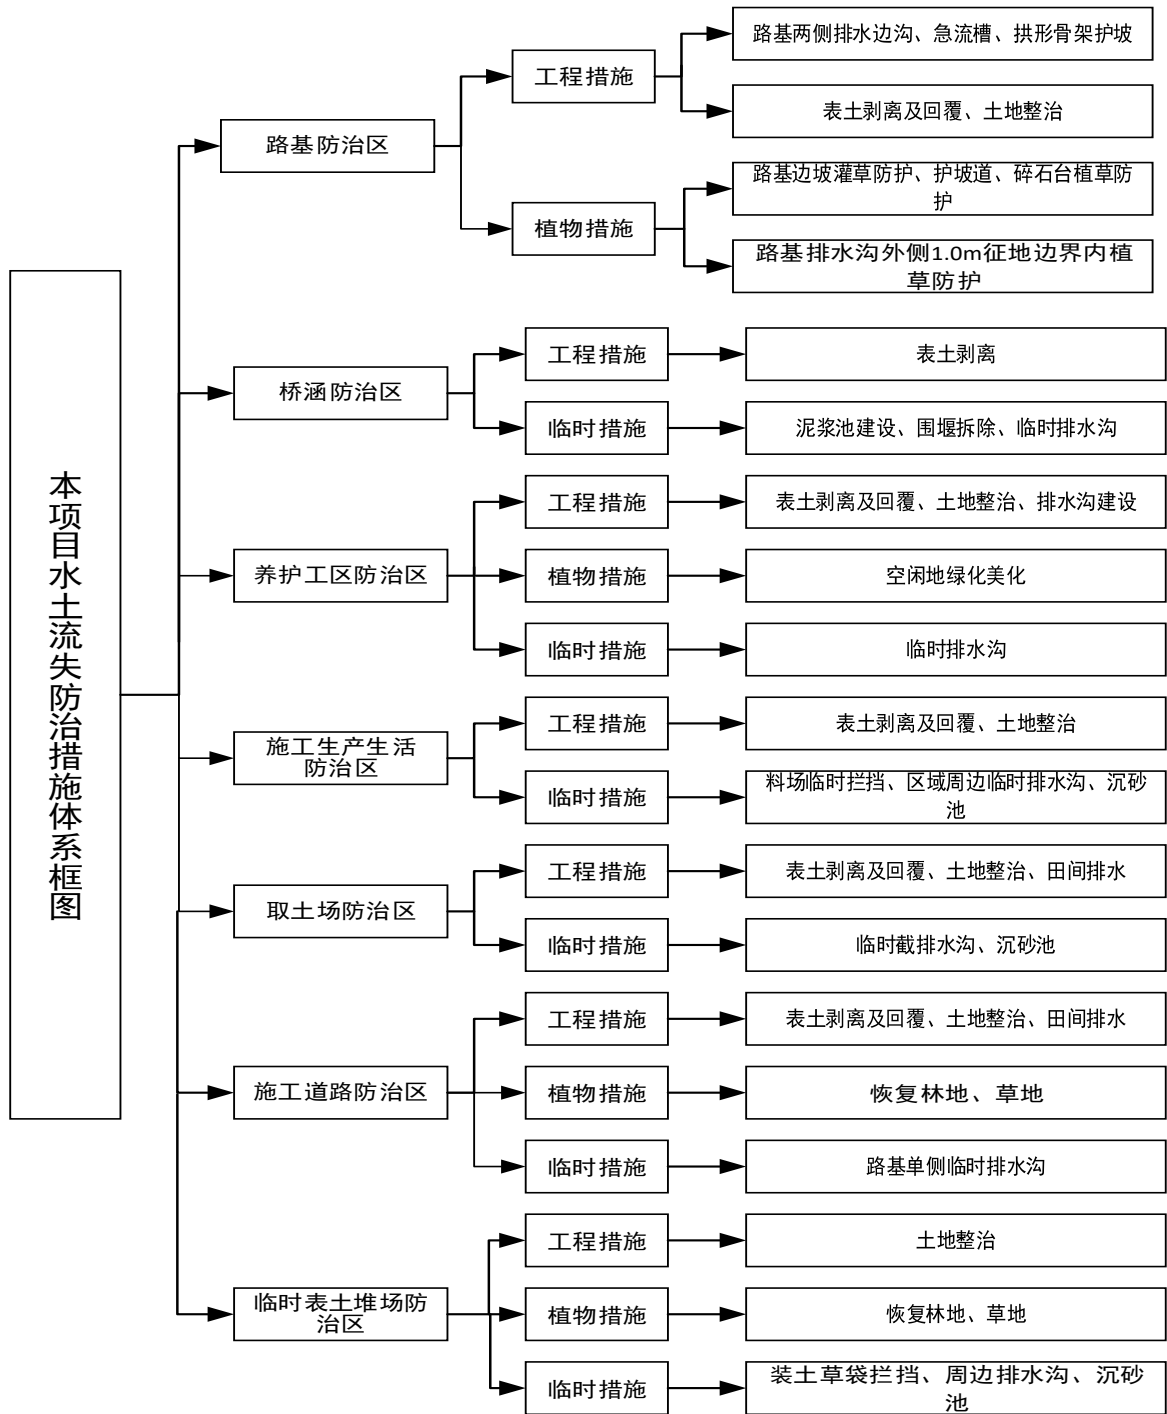 本项目水土流失防治措施体系框图
路基防治区
工程措施
路基两侧排水边沟、急流槽、拱形骨架护坡
表土剥离及回覆、土地整治
植物措施
路基边坡灌草防护、护坡道、碎石台植草防
护
路基排水沟外侧1.0m征地边界内植
草防护
桥涵防治区
工程措施
表土剥离
临时措施
泥浆池建设、围堰拆除、临时排水沟
养护工区防治区
工程措施
表土剥离及回覆、土地整治、排水沟建设
植物措施
空闲地绿化美化
临时措施
临时排水沟
施工生产生活
防治区
工程措施
表土剥离及回覆、土地整治
临时措施
料场临时拦挡、区域周边临时排水沟、沉砂
池
取土场防治区
工程措施
表土剥离及回覆、土地整治、田间排水
临时措施
临时截排水沟、沉砂池
施工道路防治区
工程措施
表土剥离及回覆、土地整治、田间排水
植物措施
恢复林地、草地
临时措施
路基单侧临时排水沟
临时表土堆场防
治区
工程措施
土地整治
植物措施
恢复林地、草地
临时措施
装土草袋拦挡、周边排水沟、沉砂
池